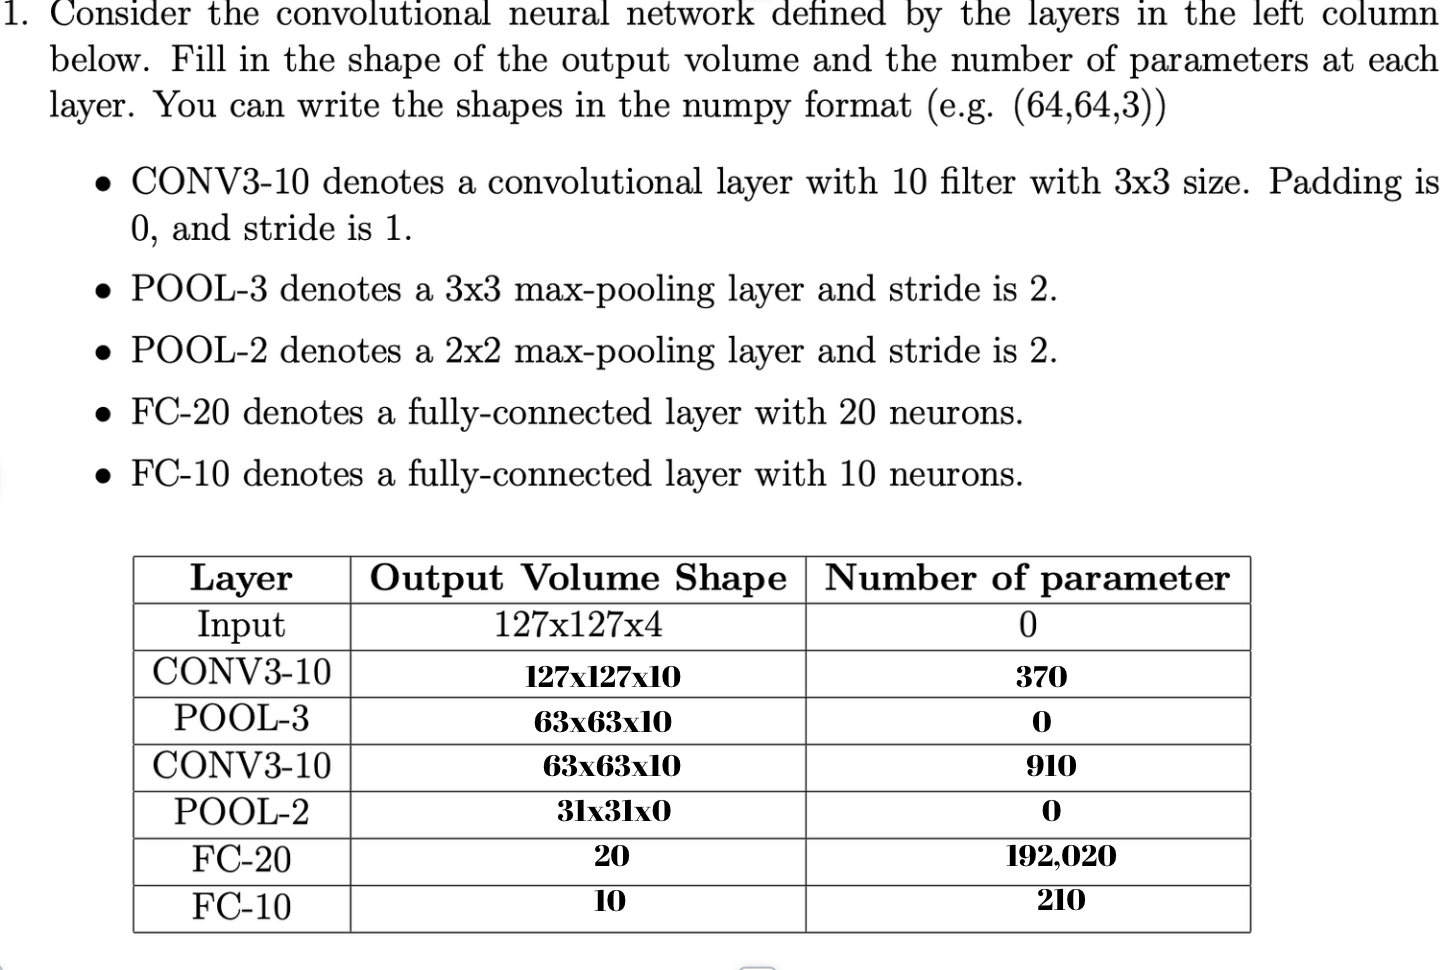 1. Consider the convolutional neural network defined by the layers in the left column
below. Fill in the shape of the output volume and the number of parameters at each
layer. You can write the shapes in the numpy format (e.g. (64,64,3))
• CONV3-10 denotes a convolutional layer with 10 filter with 3x3 size. Padding is
0, and stride is 1.
• POOL-3 denotes a 3x3 max-pooling layer and stride is 2.
• POOL-2 denotes a 2x2 max-pooling layer and stride is 2.
• FC-20 denotes a fully-connected layer with 20 neurons.
• FC-10 denotes a fully-connected layer with 10 neurons.
Layer Output Volume Shape Number of parameter
Input 127x127x4 0
CONV3-10 127x127x10 370
POOL-3 63x63x10 0
CONV3-10 63x63x10 910
POOL-2 31x31x0 0
FC-20 20 192,020
FC-10 10 210